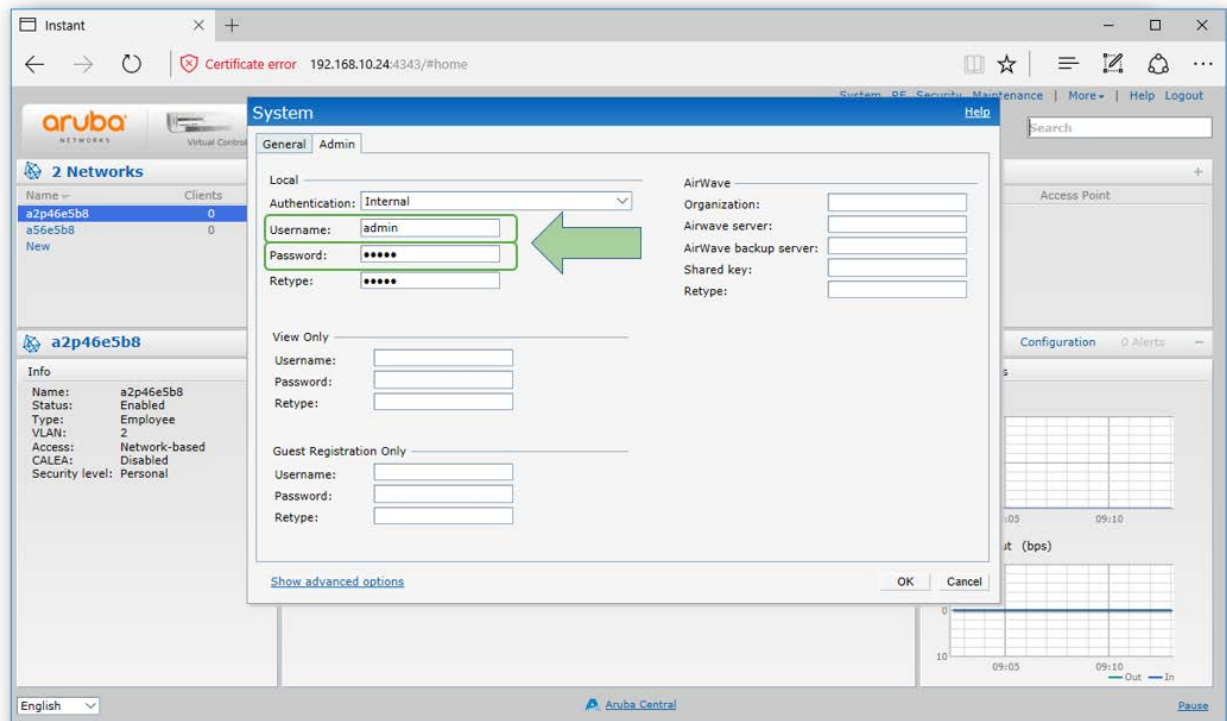 Instant
Certificate error 192.168.10.24:4343/#home
System RF Security Maintenance | More | Help Logout
aruba
NETWORKS
Virtual Control
Search
System
Help
General Admin
2 Networks
Name Clients
a2p46e5b8 0
a56e5b8 0
New
Access Point
Local
Authentication: Internal
Username: admin
Password: •••••
Retype: •••••
AirWave
Organization:
Airwave server:
AirWave backup server:
Shared key:
Retype:
View Only
Username:
Password:
Retype:
Guest Registration Only
Username:
Password:
Retype:
Show advanced options
OK Cancel
a2p46e5b8
Info
Name: a2p46e5b8
Status: Enabled
Type: Employee
VLAN: 2
Access: Network-based
CALEA: Disabled
Security level: Personal
Configuration 0 Alerts
s
:05 09:10
ut (bps)
0
10
09:05 09:10
Out In
English
Aruba Central
Pause